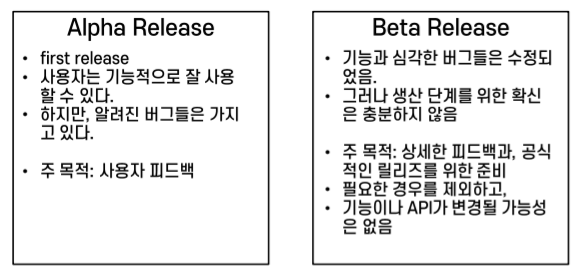 Alpha Release
• first release
• 사용자는 기능적으로 잘 사용
할 수 있다.
• 하지만, 알려진 버그들은 가지
고 있다.
• 주 목적: 사용자 피드백
Beta Release
• 기능과 심각한 버그들은 수정되
었음.
• 그러나 생산 단계를 위한 확신
은 충분하지 않음
• 주 목적: 상세한 피드백과, 공식
적인 릴리즈를 위한 준비
• 필요한 경우를 제외하고,
• 기능이나 API가 변경될 가능성
은 없음